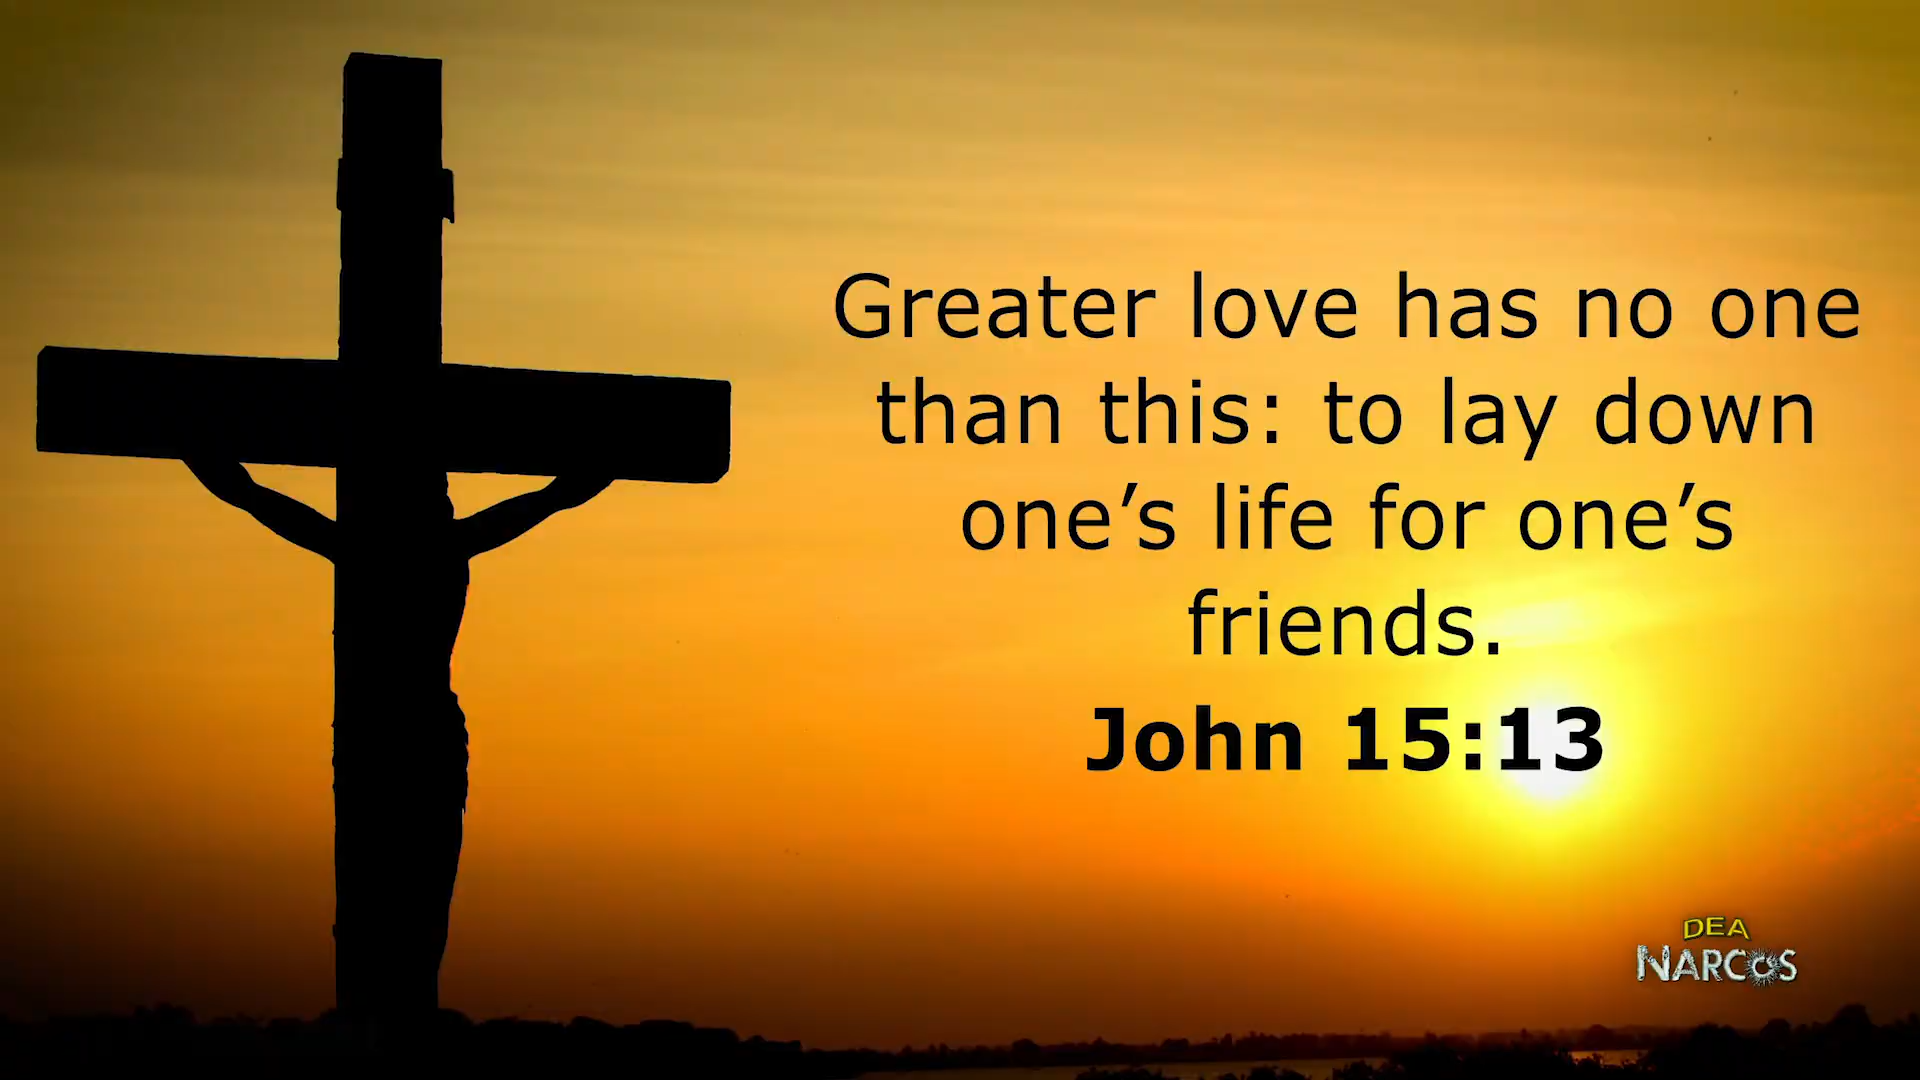 Greater love has no one
than this: to lay down
one’s life for one’s
friends.
John 15:13
DEA
NARCOS